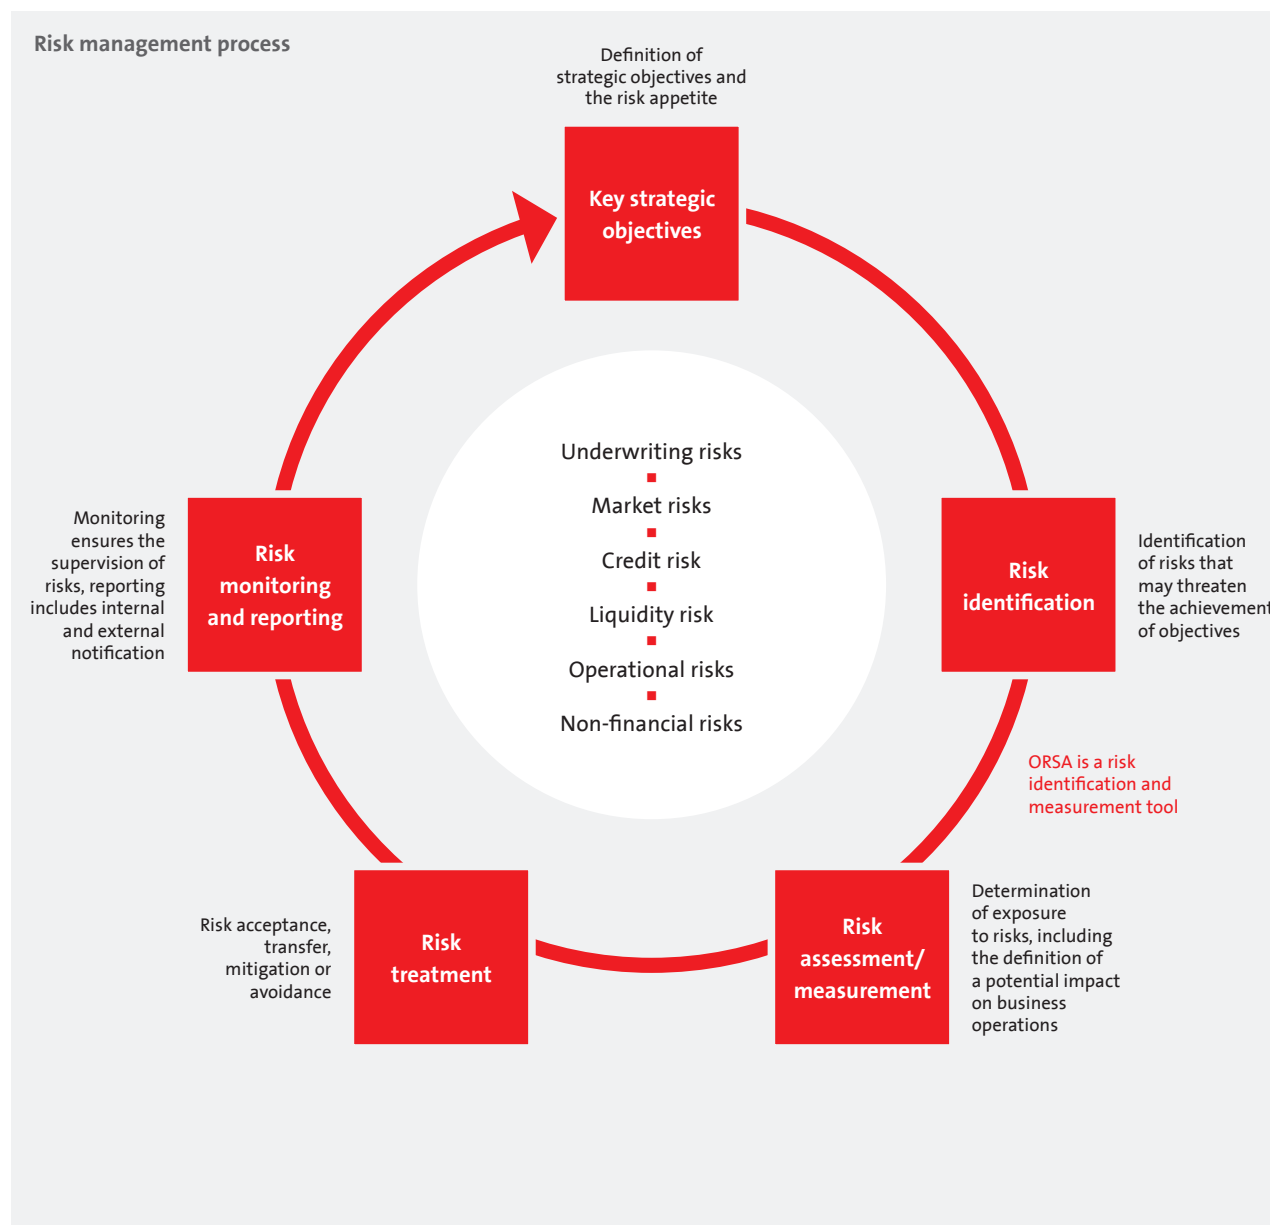 Risk management process
Definition of
strategic objectives and
the risk appetite
Key strategic
objectives
Underwriting risks
Market risks
Credit risk
Liquidity risk
Operational risks
Non-financial risks
Risk
identification
Identification
of risks that
may threaten
the achievement
of objectives
ORSA is a risk
identification and
measurement tool
Risk
assessment/
measurement
Determination
of exposure
to risks, including
the definition of
a potential impact
on business
operations
Risk
treatment
Risk acceptance,
transfer,
mitigation or
avoidance
Risk
monitoring
and reporting
Monitoring
ensures the
supervision of
risks, reporting
includes internal
and external
notification